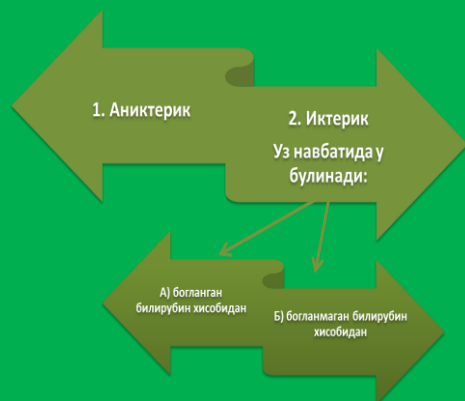 1. Аниктерик
2. Иктерик
Уз навбатида у
булинади:
А) богланган
билирубин хисобидан
Б) богланмаган билирубин
хисобидан